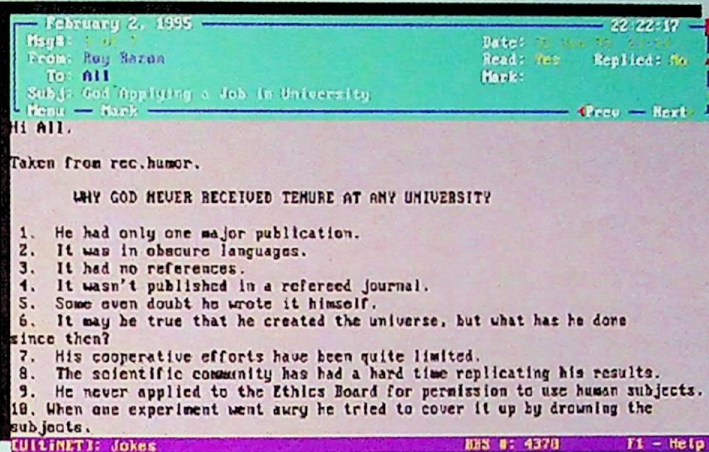 February 2, 1995 22:22:17
Msg#: 1 of
Date:
From: Roy Razon
Read: Yes Replied: No
To: All
Mark:
Subj: God Applying a Job in University
Menu Mark Prev Next
Hi All.
Taken from rec.humor.
WHY GOD NEVER RECEIVED TENURE AT ANY UNIVERSITY
1. He had only one major publication.
2. It was in obscure languages.
3. It had no references.
4. It wasn't published in a refereed journal.
5. Some even doubt he wrote it himself.
6. It may be true that he created the universe, but what has he done
since then?
7. His cooperative efforts have been quite limited.
8. The scientific community has had a hard time replicating his results.
9. He never applied to the Ethics Board for permission to use human subjects.
10. When one experiment went awry he tried to cover it up by drowning the
subjects.
[UltiNET]: Jokes BBS #: 4370 F1 - Help